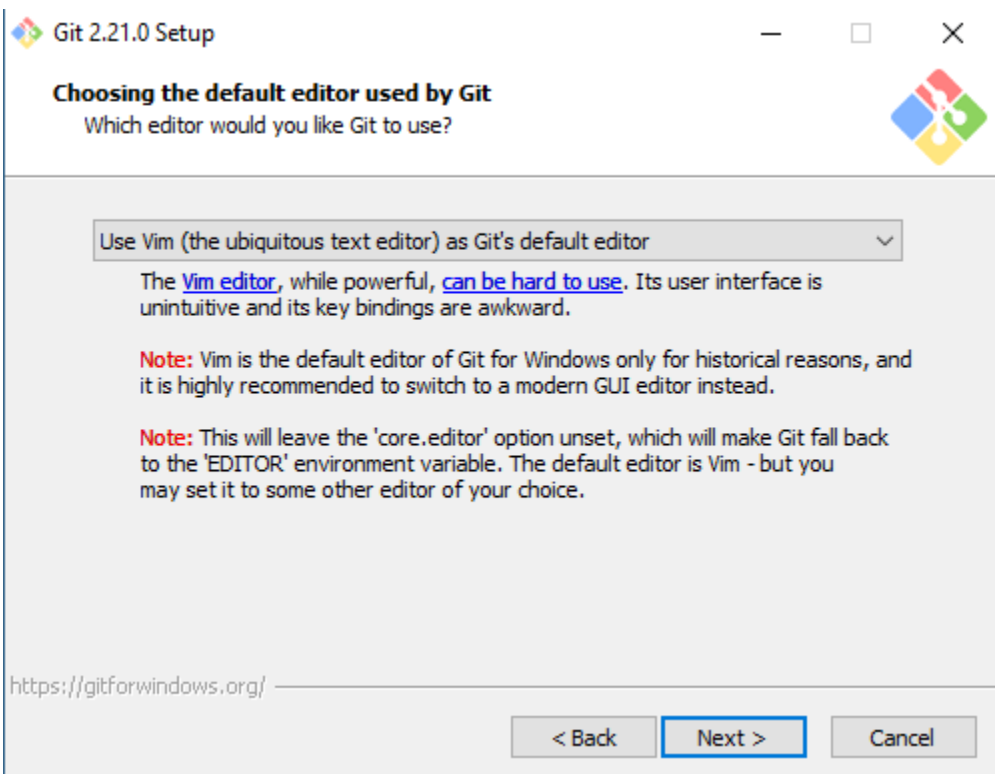 Git 2.21.0 Setup
Choosing the default editor used by Git
Which editor would you like Git to use?
Use Vim (the ubiquitous text editor) as Git's default editor
The Vim editor, while powerful, can be hard to use. Its user interface is
unintuitive and its key bindings are awkward.
Note: Vim is the default editor of Git for Windows only for historical reasons, and
it is highly recommended to switch to a modern GUI editor instead.
Note: This will leave the 'core.editor' option unset, which will make Git fall back
to the 'EDITOR' environment variable. The default editor is Vim - but you
may set it to some other editor of your choice.
https://gitforwindows.org/
< Back
Next >
Cancel